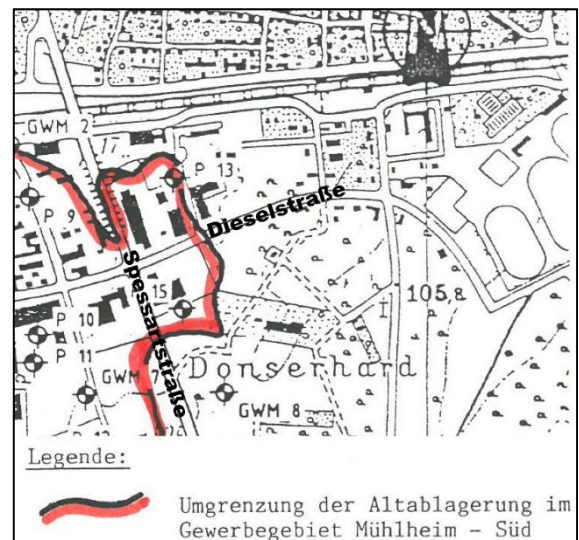 GWM 2
17
P 13
P 9
Dieselstraße
Spessartstraße
105,8
15
P 10
P 11
Donserhard
GWM 7
GWM 8
Legende:
Umgrenzung der Altablagerung im
Gewerbegebiet Mühlheim - Süd